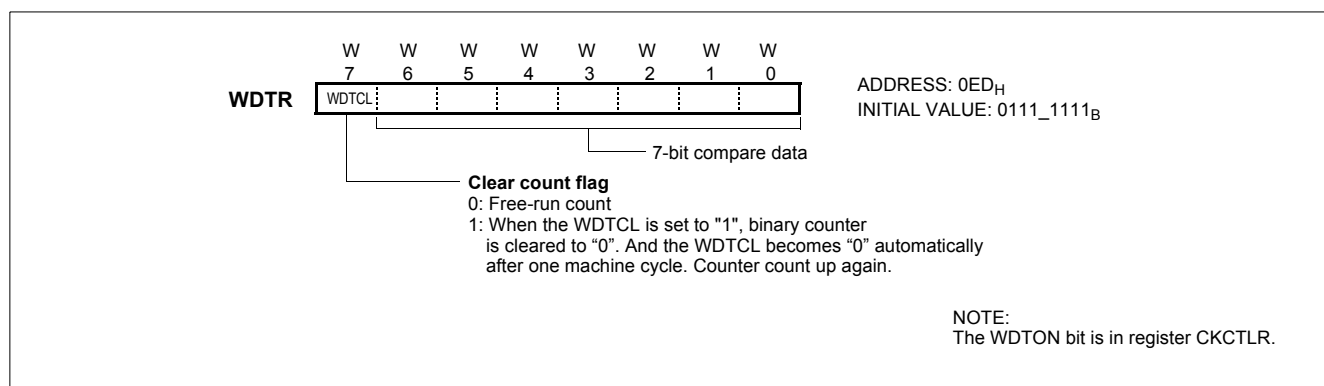 W W W W W W W W
7 6 5 4 3 2 1 0
WDTR WDTCL
ADDRESS: 0EDH
INITIAL VALUE: 0111_1111B
7-bit compare data
Clear count flag
0: Free-run count
1: When the WDTCL is set to "1", binary counter
is cleared to “0”. And the WDTCL becomes “0” automatically
after one machine cycle. Counter count up again.
NOTE:
The WDTON bit is in register CKCTLR.